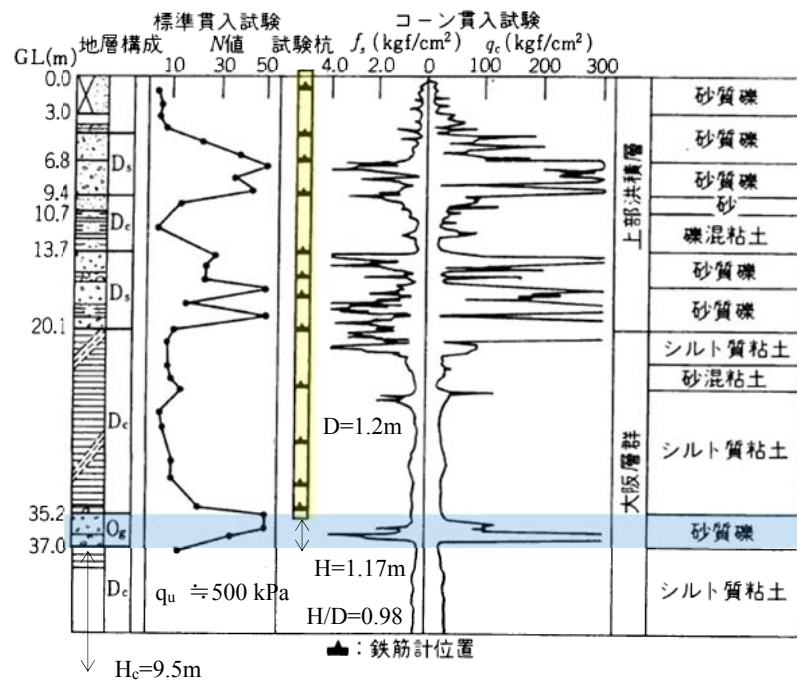 標準貫入試験 コーン貫入試験
GL(m) 地層構成 N値 試験杭 fs (kgf/cm²) qc (kgf/cm²)
10 30 50 4.0 2.0 0 100 300
0.0
3.0
6.8
9.4
10.7
13.7
20.1
35.2
37.0
Ds
Dc
Ds
Dc
Og
Dc
D=1.2m
H=1.17m
H/D=0.98
qu ≒500 kPa
Hc=9.5m
▲:鉄筋計位置
上部洪積層
大阪層群
砂質礫
砂質礫
砂質礫
砂
礫混粘土
砂質礫
砂質礫
シルト質粘土
砂混粘土
シルト質粘土
砂質礫
シルト質粘土